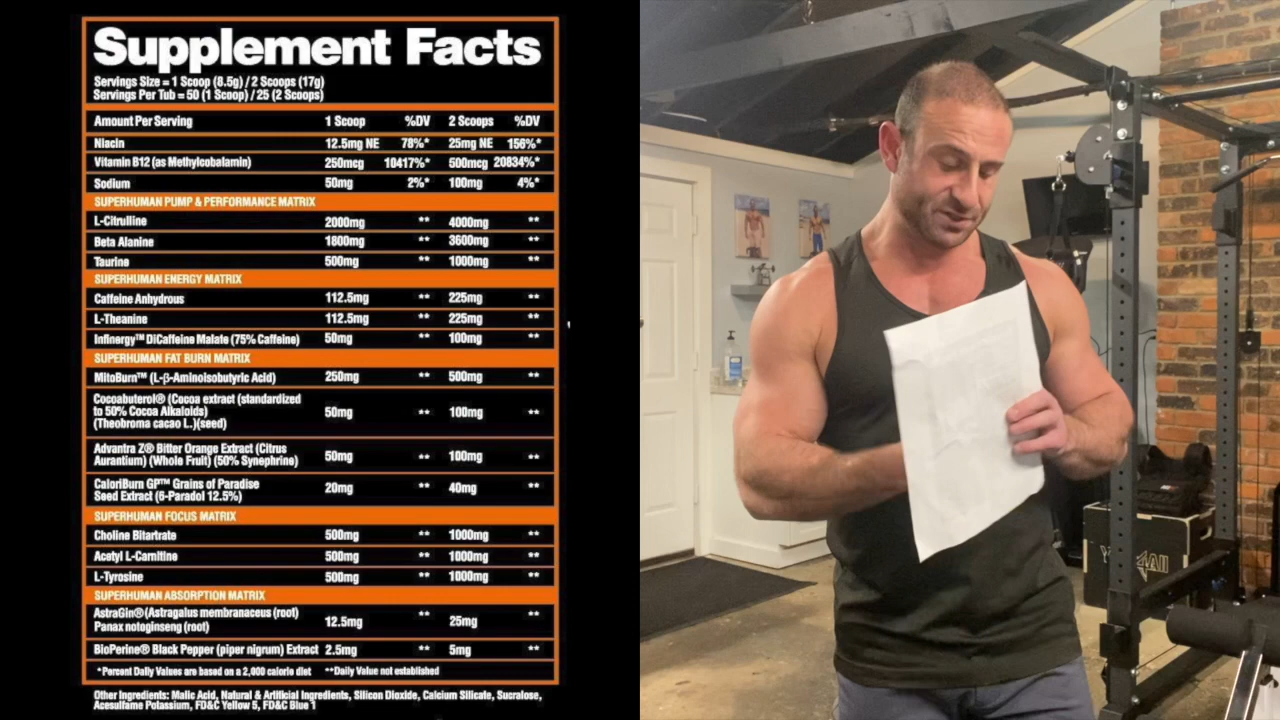 Supplement Facts
Servings Size = 1 Scoop (8.5g) / 2 Scoops (17g)
Servings Per Tub = 50 (1 Scoop) / 25 (2 Scoops)
Amount Per Serving 1 Scoop %DV 2 Scoops %DV
Niacin 12.5mg NE 78%* 25mg NE 156%*
Vitamin B12 (as Methylcobalamin) 250mcg 10417%* 500mcg 20834%*
Sodium 50mg 2%* 100mg 4%*
SUPERHUMAN PUMP & PERFORMANCE MATRIX
L-Citrulline 2000mg ** 4000mg **
Beta Alanine 1800mg ** 3600mg **
Taurine 500mg ** 1000mg **
SUPERHUMAN ENERGY MATRIX
Caffeine Anhydrous 112.5mg ** 225mg **
L-Theanine 112.5mg ** 225mg **
Infinergy™ DiCaffeine Malate (75% Caffeine) 50mg ** 100mg **
SUPERHUMAN FAT BURN MATRIX
MitoBurn™ (L-β-Aminoisobutyric Acid) 250mg ** 500mg **
Cocoabuterol® (Cocoa extract (standardized
to 50% Cocoa Alkaloids) 50mg ** 100mg **
(Theobroma cacao L.)(seed)
Advantra Z® Bitter Orange Extract (Citrus
Aurantium) (Whole Fruit) (50% Synephrine) 50mg ** 100mg **
CaloriBurn GP™ Grains of Paradise
Seed Extract (6-Paradol 12.5%) 20mg ** 40mg **
SUPERHUMAN FOCUS MATRIX
Choline Bitartrate 500mg ** 1000mg **
Acetyl L-Carnitine 500mg ** 1000mg **
L-Tyrosine 500mg ** 1000mg **
SUPERHUMAN ABSORPTION MATRIX
AstraGin® (Astragalus membranaceus (root)
Panax notoginseng (root) 12.5mg ** 25mg **
BioPerine® Black Pepper (piper nigrum) Extract 2.5mg ** 5mg **
*Percent Daily Values are based on a 2,000 calorie diet **Daily Value not established
Other Ingredients: Malic Acid, Natural & Artificial Ingredients, Silicon Dioxide, Calcium Silicate, Sucralose,
Acesulfame Potassium, FD&C Yellow 5, FD&C Blue 1